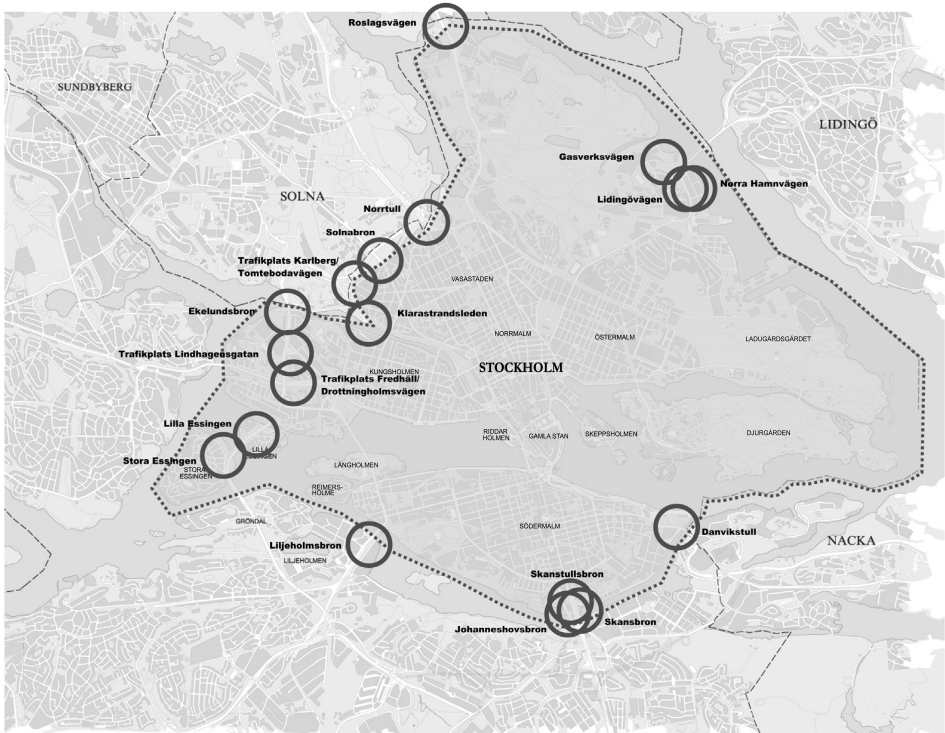 Roslagsvägen
SUNDBYBERG
LIDINGÖ
Gasverksvägen
Norra Hamnvägen
SOLNA
Lidingövägen
Norrtull
Solnabron
Trafikplats Karlberg/
Tomtebodavägen
VASASTADEN
Ekelundsbron
Klarastrandsleden
NORRMALM
ÖSTERMALM
LADUGÅRDSGÄRDET
Trafikplats Lindhagensgatan
STOCKHOLM
KUNGSHOLMEN
Trafikplats Fredhäll/
Drottningholmsvägen
Lilla Essingen
RIDDAR
HOLMEN
GAMLA STAN
SKEPPSHOLMEN
DJURGÅRDEN
LILLA
ESSINGEN
Stora Essingen
STORA
ESSINGEN
LÅNGHOLMEN
REIMERS-
HOLME
GRÖNDAL
SÖDERMALM
Danvikstull
NACKA
Liljeholmsbron
LILJEHOLMEN
Skanstullsbron
Skansbron
Johanneshovsbron